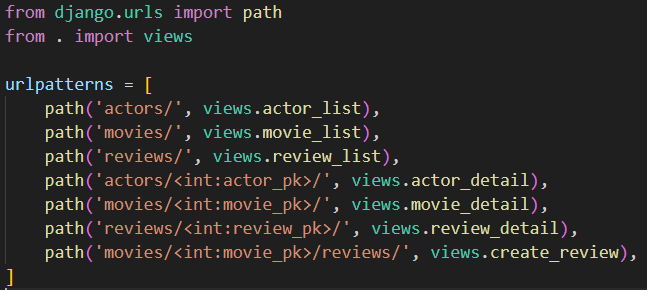 from django.urls import path
from . import views

urlpatterns = [
    path('actors/', views.actor_list),
    path('movies/', views.movie_list),
    path('reviews/', views.review_list),
    path('actors/<int:actor_pk>/', views.actor_detail),
    path('movies/<int:movie_pk>/', views.movie_detail),
    path('reviews/<int:review_pk>/', views.review_detail),
    path('movies/<int:movie_pk>/reviews/', views.create_review),
]